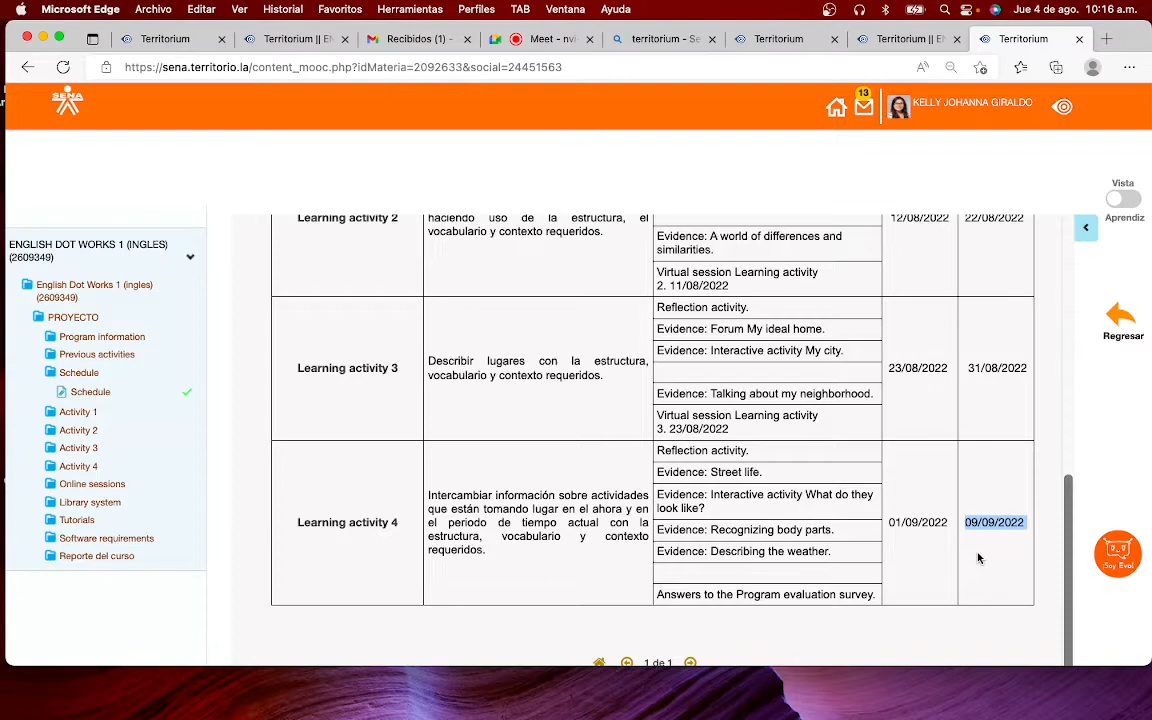 Microsoft Edge Archivo Editar Ver Historial Favoritos Herramientas Perfiles TAB Ventana Ayuda Jue 4 de ago. 10:16 a.m.
Territorium Territorium || EN Recibidos (1) - Meet - nvi- territorium - Se Territorium Territorium || EN Territorium
https://sena.territorio.la/content_mooc.php?idMateria=2092633&social=24451563
SENA
13
KELLY JOHANNA GIRALDO
Vista
Aprendiz
ENGLISH DOT WORKS 1 (INGLES)
(2609349)
English Dot Works 1 (ingles)
(2609349)
PROYECTO
Program information
Previous activities
Schedule
Schedule
Activity 1
Activity 2
Activity 3
Activity 4
Online sessions
Library system
Tutorials
Software requirements
Reporte del curso
Learning activity 2
haciendo uso de la estructura, el
vocabulario y contexto requeridos.
Evidence: A world of differences and
similarities.
Virtual session Learning activity
2. 11/08/2022
12/08/2022
22/08/2022
Learning activity 3
Describir lugares con la estructura,
vocabulario y contexto requeridos.
Reflection activity.
Evidence: Forum My ideal home.
Evidence: Interactive activity My city.
Evidence: Talking about my neighborhood.
Virtual session Learning activity
3. 23/08/2022
23/08/2022
31/08/2022
Learning activity 4
Intercambiar información sobre actividades
que están tomando lugar en el ahora y en
el periodo de tiempo actual con la
estructura, vocabulario y contexto
requeridos.
Reflection activity.
Evidence: Street life.
Evidence: Interactive activity What do they
look like?
Evidence: Recognizing body parts.
Evidence: Describing the weather.
Answers to the Program evaluation survey.
01/09/2022
09/09/2022
1 de 1
Regresar
¡Soy Evo!